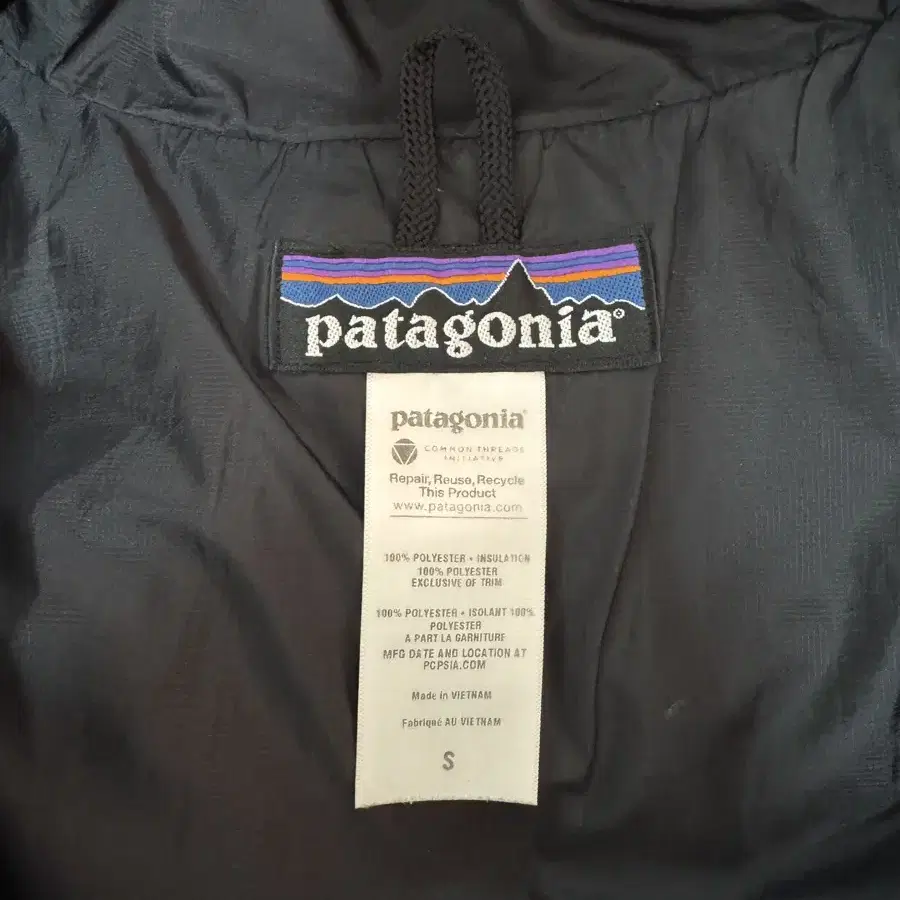 patagonia®
patagonia®
COMMON THREADS
INITIATIVE
Repair, Reuse, Recycle
This Product
www.patagonia.com
100% POLYESTER • INSULATION
100% POLYESTER
EXCLUSIVE OF TRIM
100% POLYESTER • ISOLANT 100%
POLYESTER
A PART LA GARNITURE
MFG DATE AND LOCATION AT
PCPSIA.COM
Made in VIETNAM
Fabriqué AU VIETNAM
S